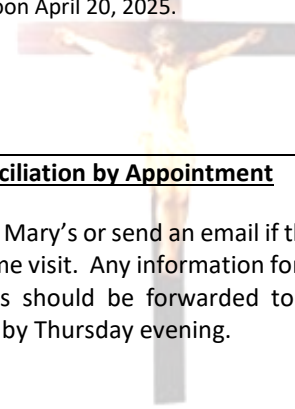 oon April 20, 2025.
ciliation by Appointment
Mary’s or send an email if th
me visit. Any information for
s should be forwarded to
by Thursday evening.